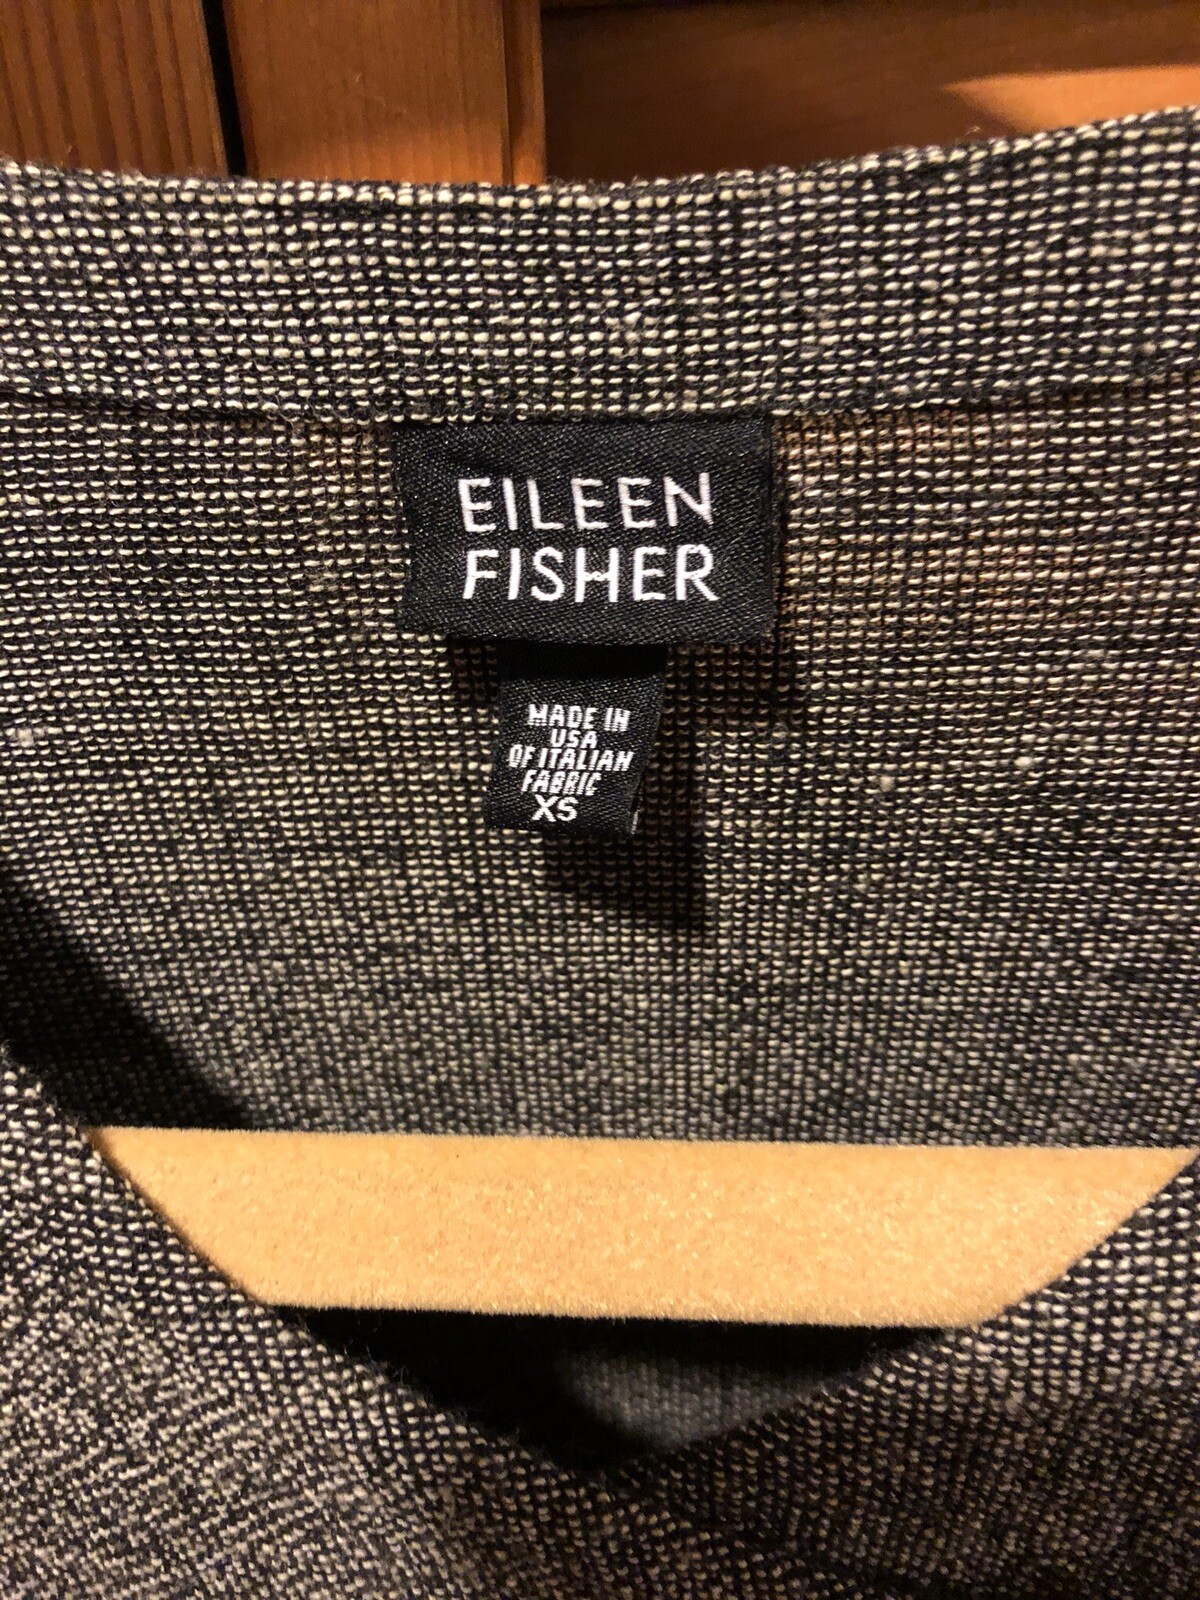 EILEEN
FISHER
MADE IN
USA
OF ITALIAN
FABRIC
XS